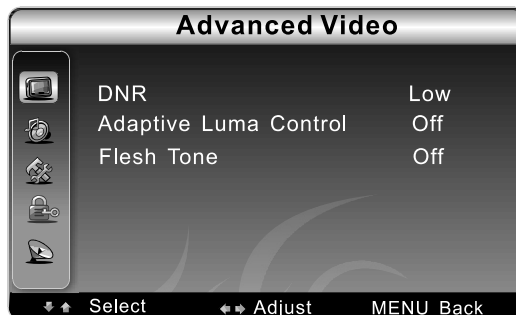 Advanced Video
DNR Low
Adaptive Luma Control Off
Flesh Tone Off
Select Adjust MENU Back